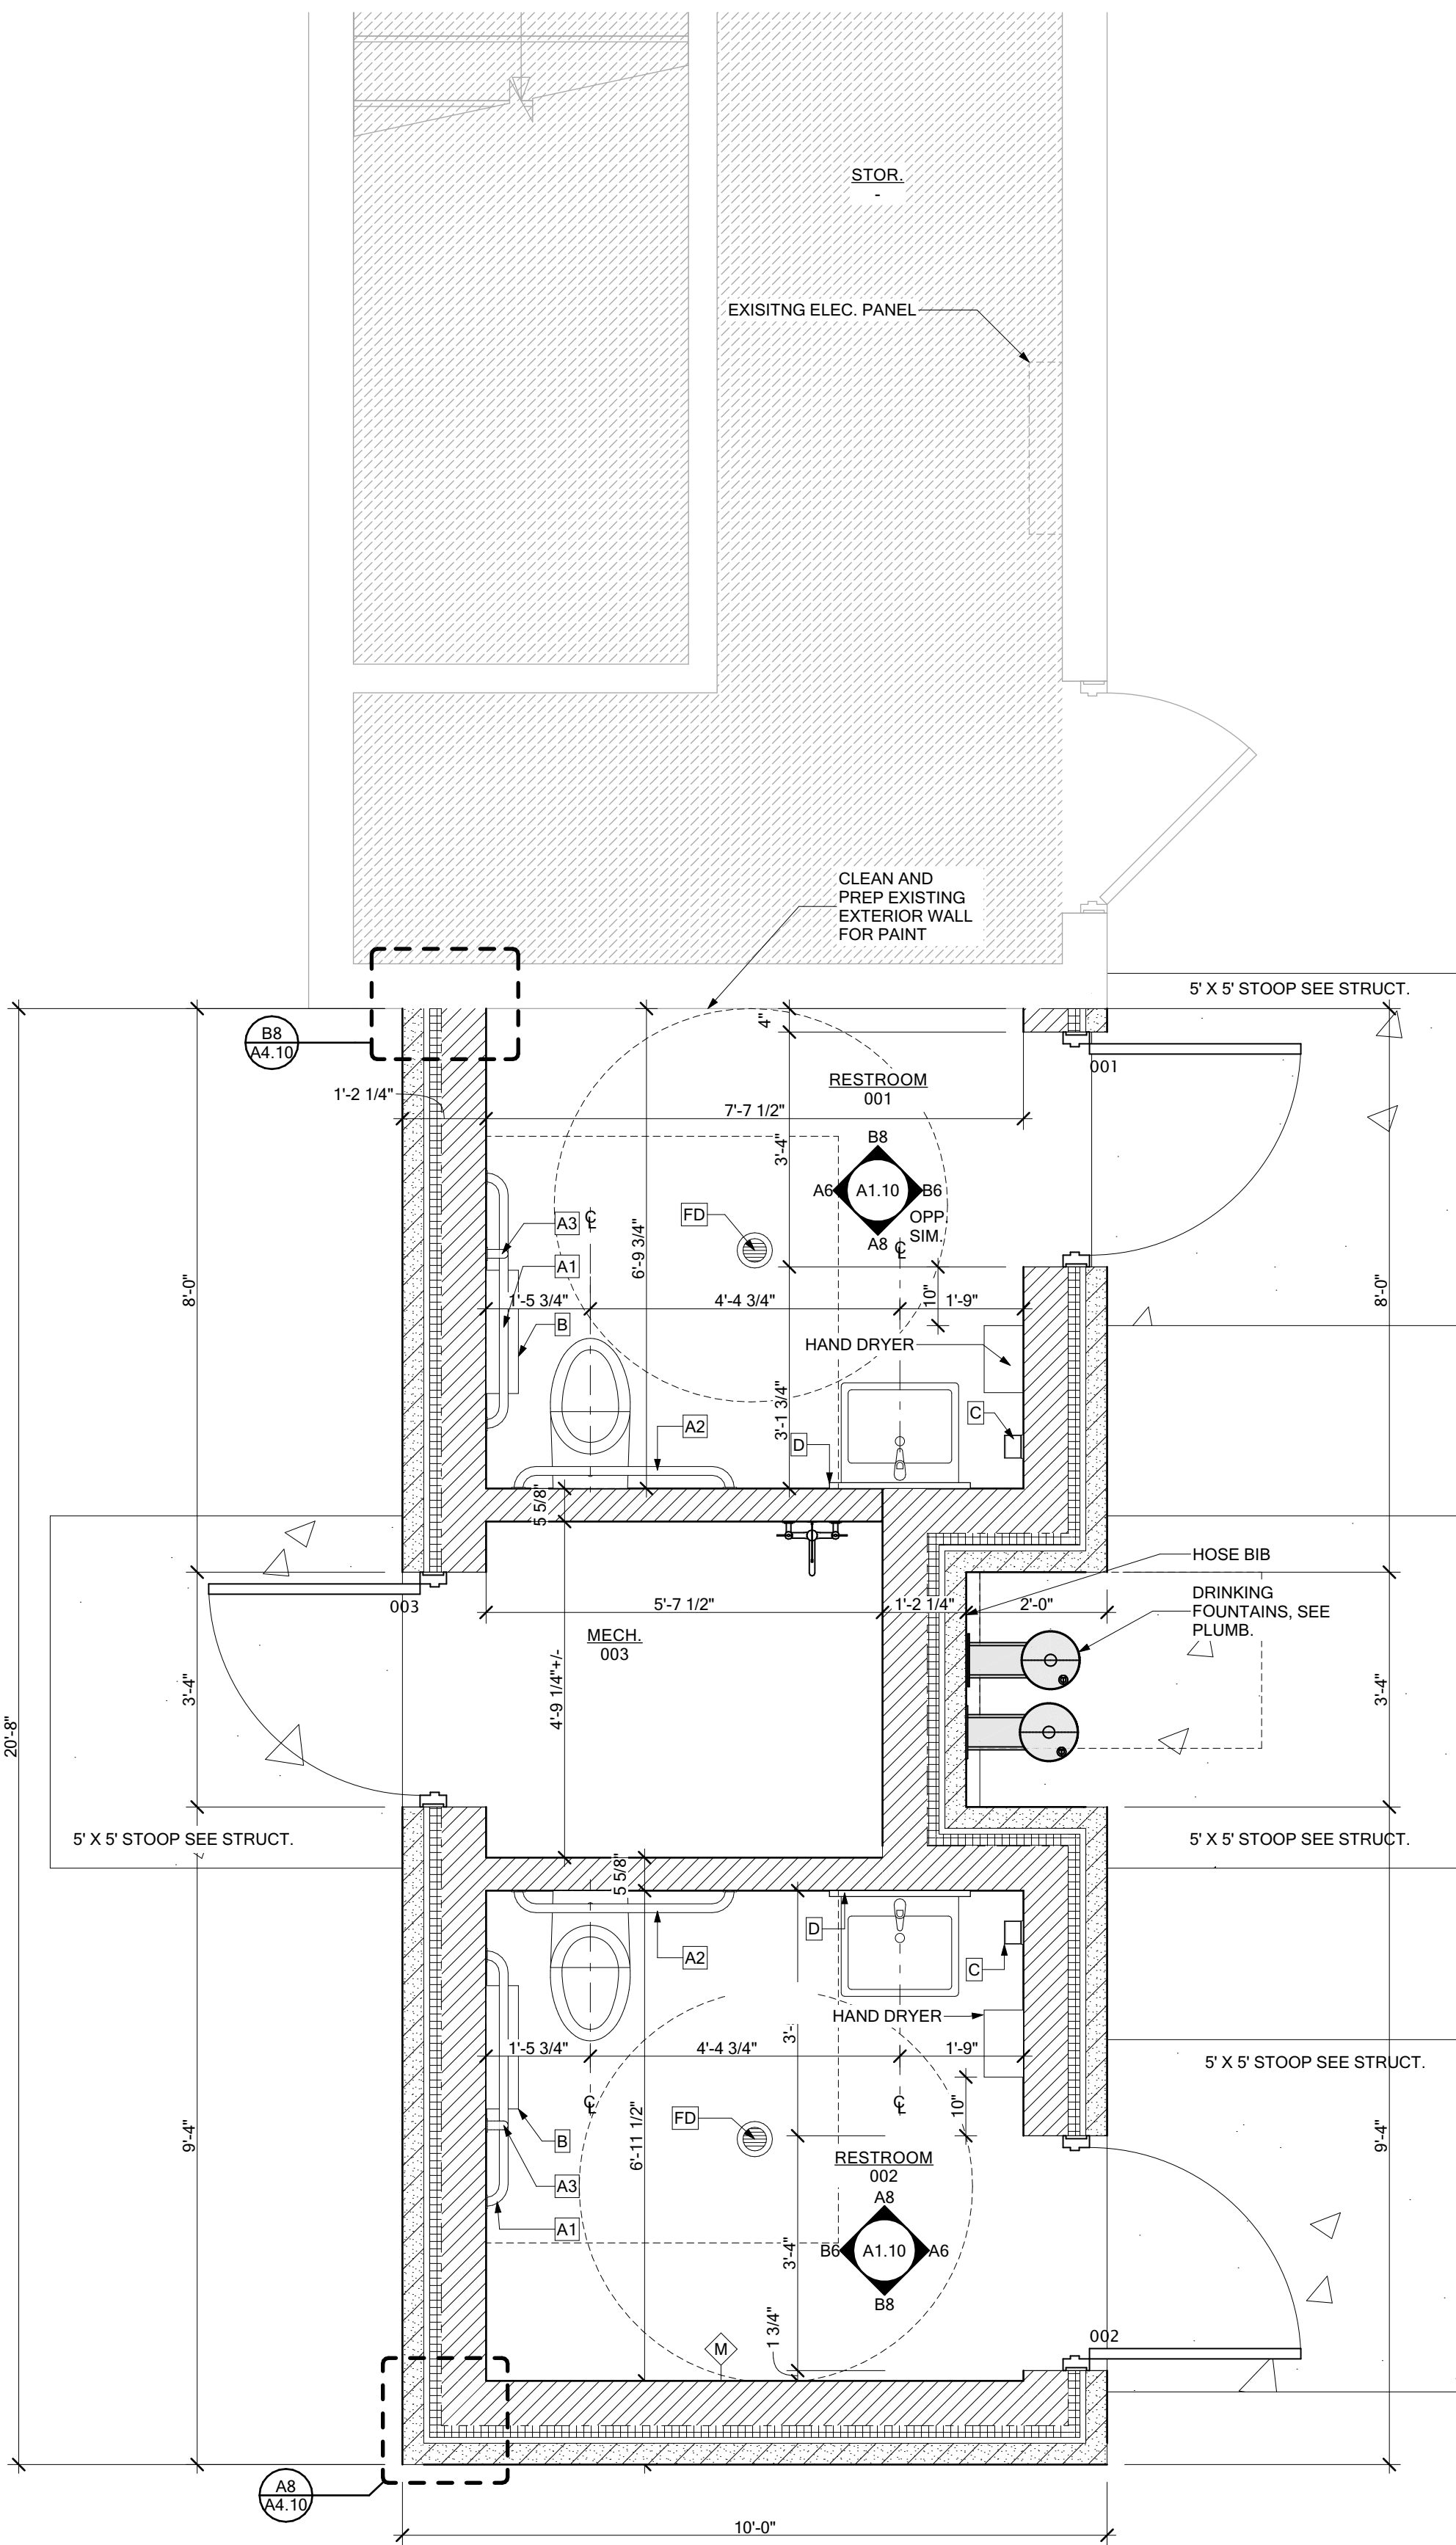 STOR.
-
EXISITNG ELEC. PANEL
CLEAN AND
PREP EXISTING
EXTERIOR WALL
FOR PAINT
5' X 5' STOOP SEE STRUCT.
B8
A4.10
4"
RESTROOM
001
001
1'-2 1/4"
7'-7 1/2"
3'-4"
B8
A6
A1.10
B6
A8
OPP.
SIM.
A3
℄
FD
6'-9 3/4"
℄
A1
8'-0"
8'-0"
1'-5 3/4"
4'-4 3/4"
10"
1'-9"
B
HAND DRYER
3'-1 3/4"
A2
C
D
5 5/8"
HOSE BIB
003
5'-7 1/2"
1'-2 1/4"
2'-0"
DRINKING
FOUNTAINS, SEE
PLUMB.
MECH.
003
4'-9 1/4"+/-
3'-4"
3'-4"
20'-8"
5' X 5' STOOP SEE STRUCT.
5' X 5' STOOP SEE STRUCT.
5 5/8"
D
A2
C
HAND DRYER
3'-
1'-5 3/4"
4'-4 3/4"
1'-9"
5' X 5' STOOP SEE STRUCT.
℄
℄
10"
FD
6'-11 1/2"
9'-4"
9'-4"
B
RESTROOM
002
A3
A8
A1
B6
A1.10
A6
B8
3'-4"
1 3/4"
M
002
A8
A4.10
10'-0"